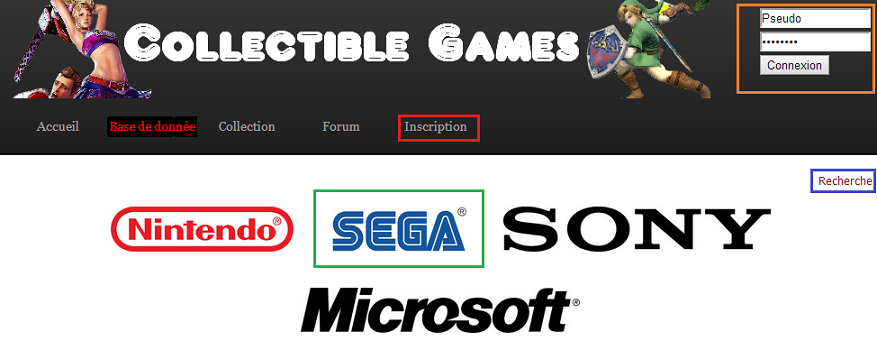 Collectible Games
Pseudo
••••••••
Connexion
Accueil Base de donnée Collection Forum Inscription
Recherche
Nintendo® SEGA® SONY
Microsoft®